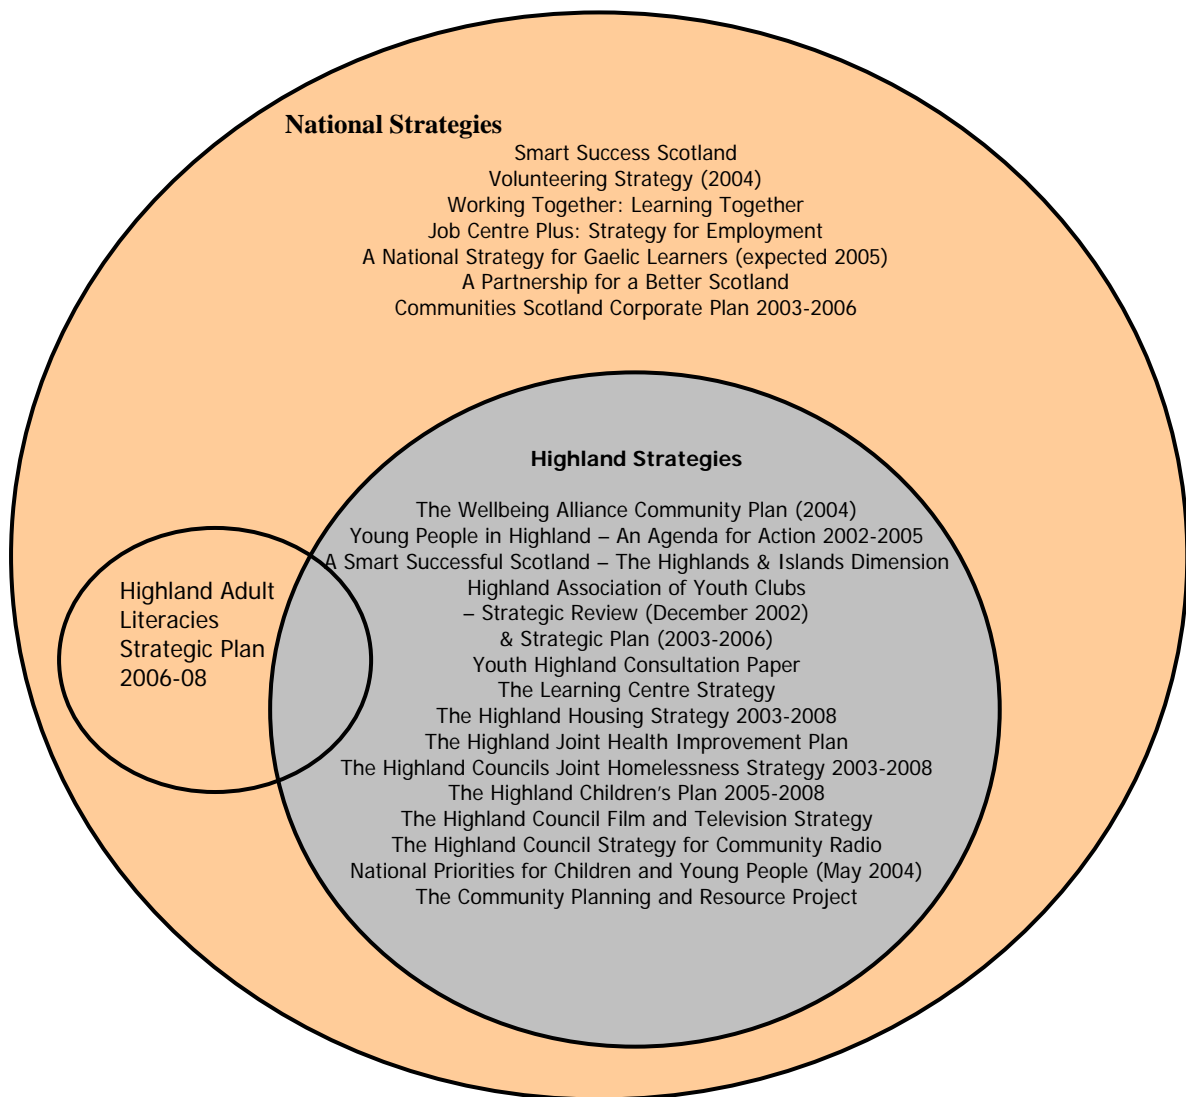 National Strategies
Smart Success Scotland
Volunteering Strategy (2004)
Working Together: Learning Together
Job Centre Plus: Strategy for Employment
A National Strategy for Gaelic Learners (expected 2005)
A Partnership for a Better Scotland
Communities Scotland Corporate Plan 2003-2006
Highland Strategies
The Wellbeing Alliance Community Plan (2004)
Young People in Highland – An Agenda for Action 2002-2005
A Smart Successful Scotland – The Highlands & Islands Dimension
Highland Association of Youth Clubs
– Strategic Review (December 2002)
& Strategic Plan (2003-2006)
Youth Highland Consultation Paper
The Learning Centre Strategy
The Highland Housing Strategy 2003-2008
The Highland Joint Health Improvement Plan
The Highland Councils Joint Homelessness Strategy 2003-2008
The Highland Children's Plan 2005-2008
The Highland Council Film and Television Strategy
The Highland Council Strategy for Community Radio
National Priorities for Children and Young People (May 2004)
The Community Planning and Resource Project
Highland Adult
Literacies
Strategic Plan
2006-08